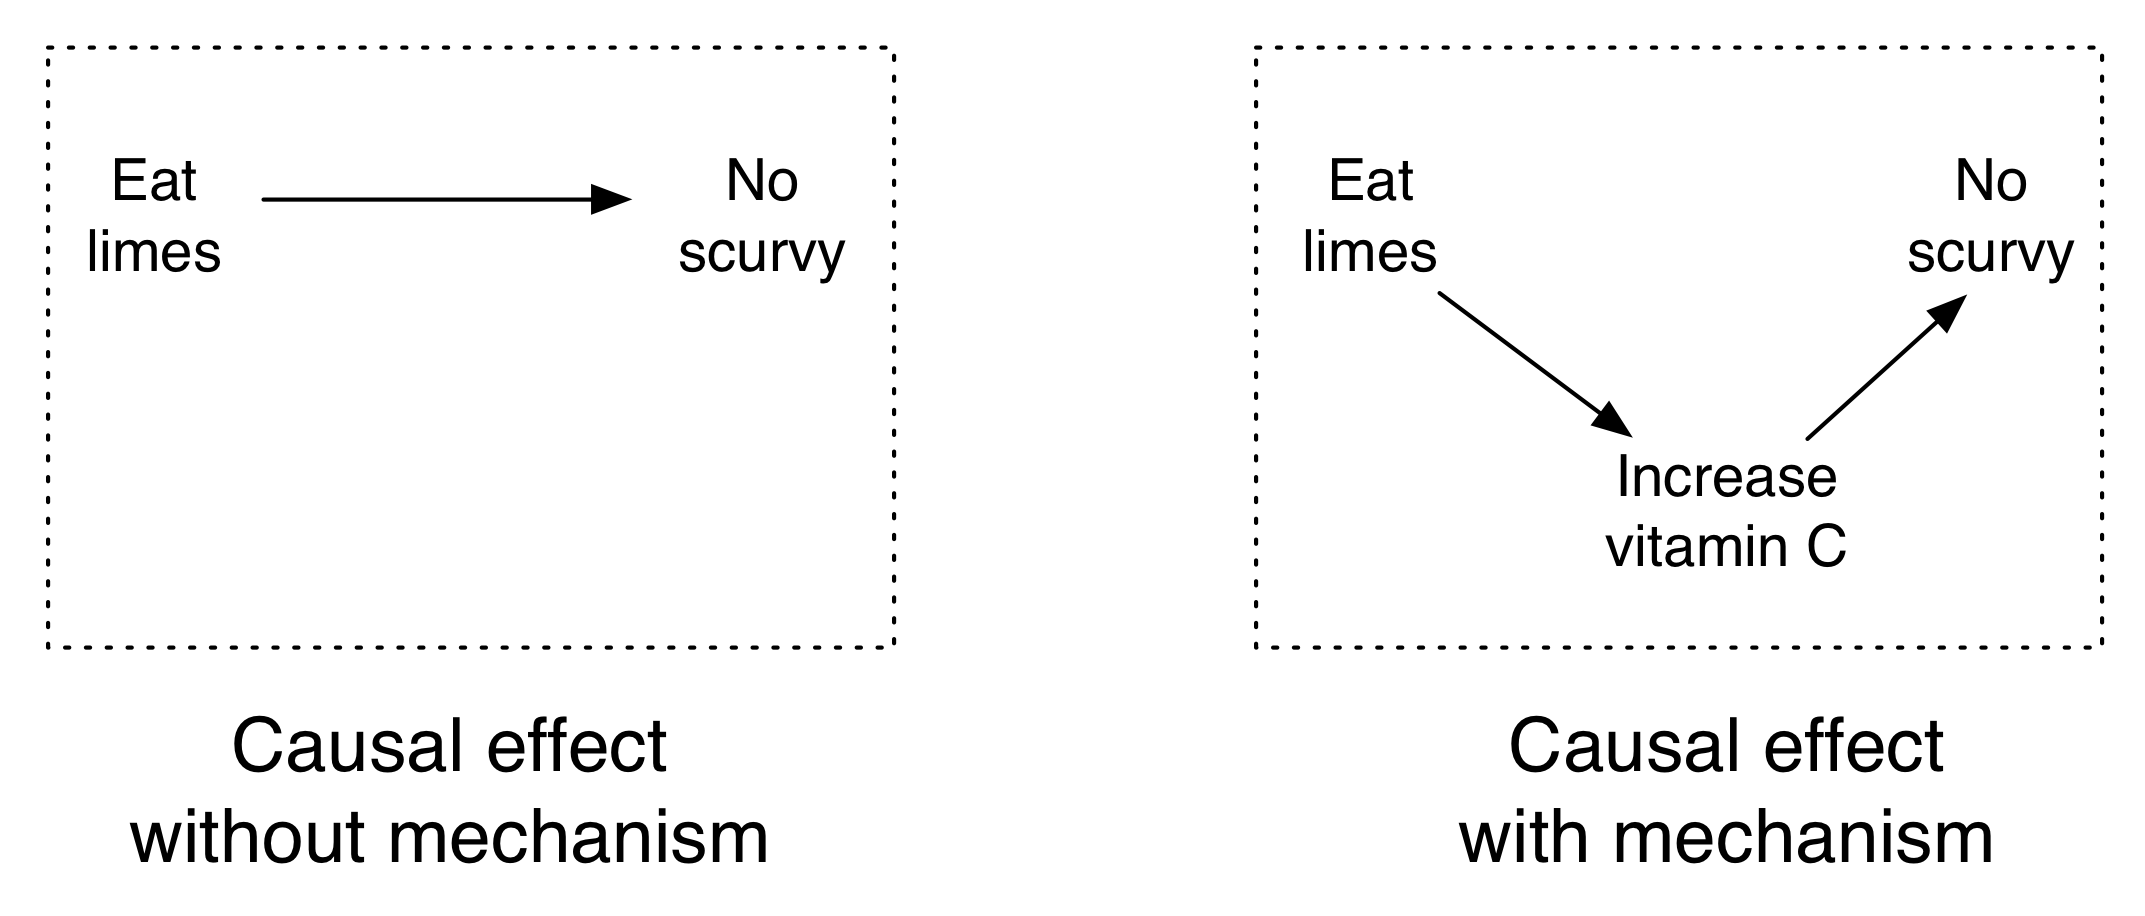 Eat
limes
No
scurvy
Causal effect
without mechanism
Eat
limes
No
scurvy
Increase
vitamin C
Causal effect
with mechanism